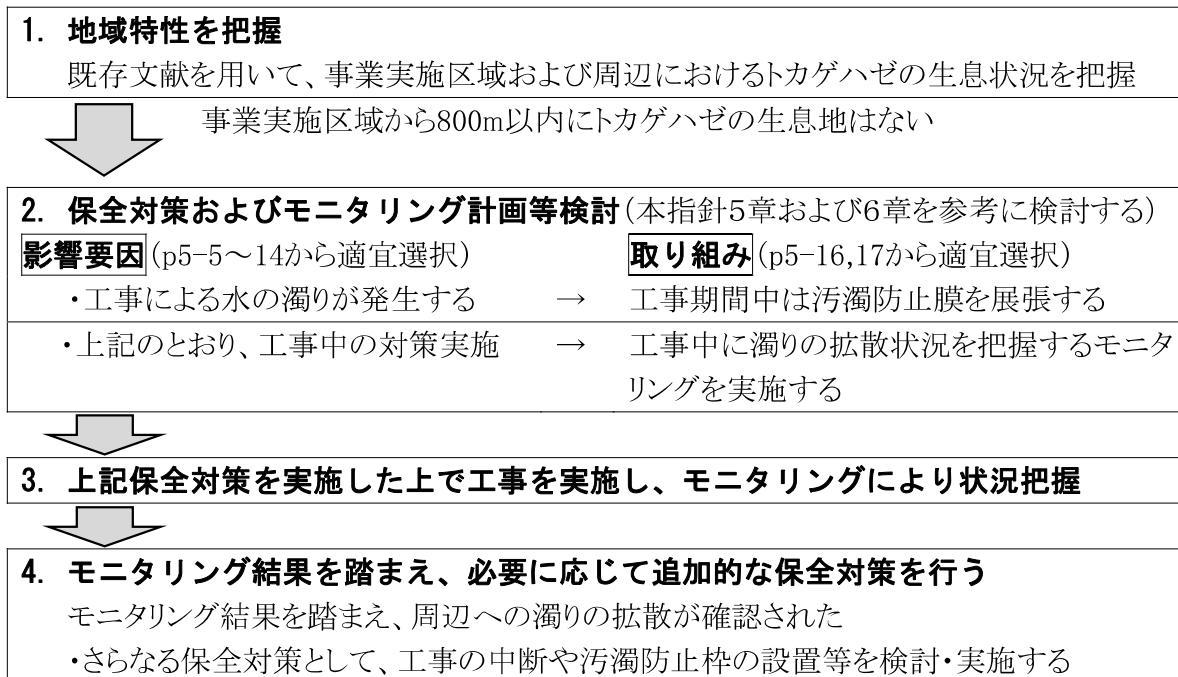 1. 地域特性を把握
既存文献を用いて、事業実施区域および周辺におけるトカゲハゼの生息状況を把握
事業実施区域から800m以内にトカゲハゼの生息地はない
2. 保全対策およびモニタリング計画等検討(本指針5章および6章を参考に検討する)
影響要因(p5-5～14から適宜選択) 取り組み(p5-16,17から適宜選択)
・工事による水の濁りが発生する → 工事期間中は汚濁防止膜を展張する
・上記のとおり、工事中の対策実施 → 工事中に濁りの拡散状況を把握するモニタ
リングを実施する
3. 上記保全対策を実施した上で工事を実施し、モニタリングにより状況把握
4. モニタリング結果を踏まえ、必要に応じて追加的な保全対策を行う
モニタリング結果を踏まえ、周辺への濁りの拡散が確認された
・さらなる保全対策として、工事の中断や汚濁防止枠の設置等を検討・実施する